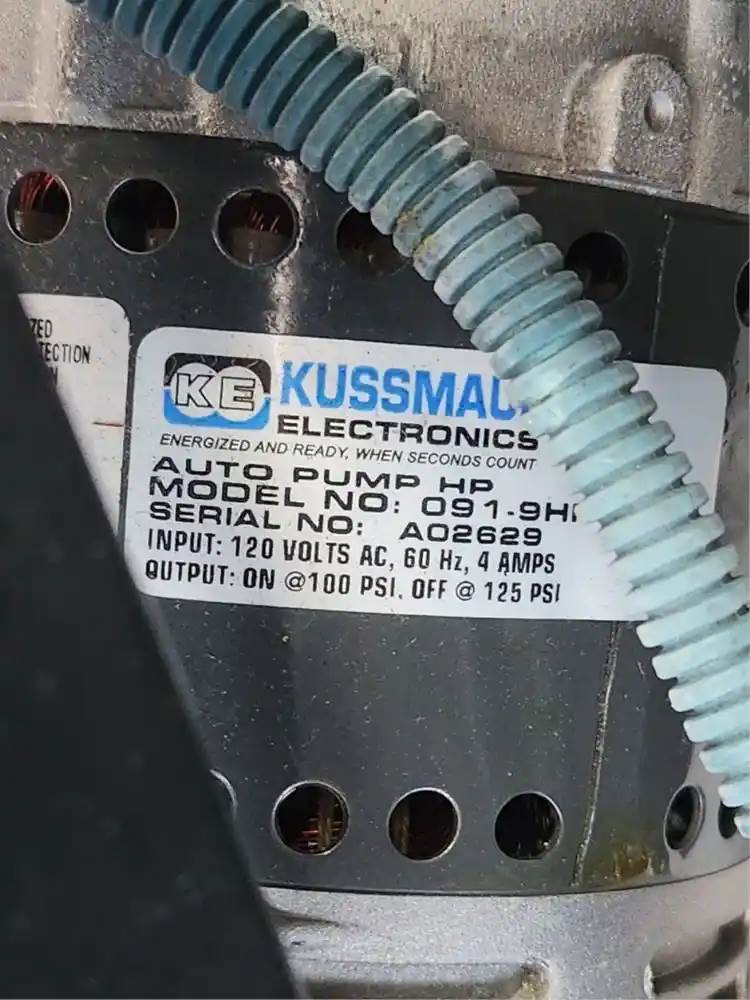 ZED
TECTION
KE
KUSSMAU
ELECTRONICS
ENERGIZED AND READY, WHEN SECONDS COUNT
AUTO PUMP HP
MODEL NO: 091-9H
SERIAL NO: A02629
INPUT: 120 VOLTS AC, 60 Hz, 4 AMPS
OUTPUT: ON @100 PSI, OFF @ 125 PSI